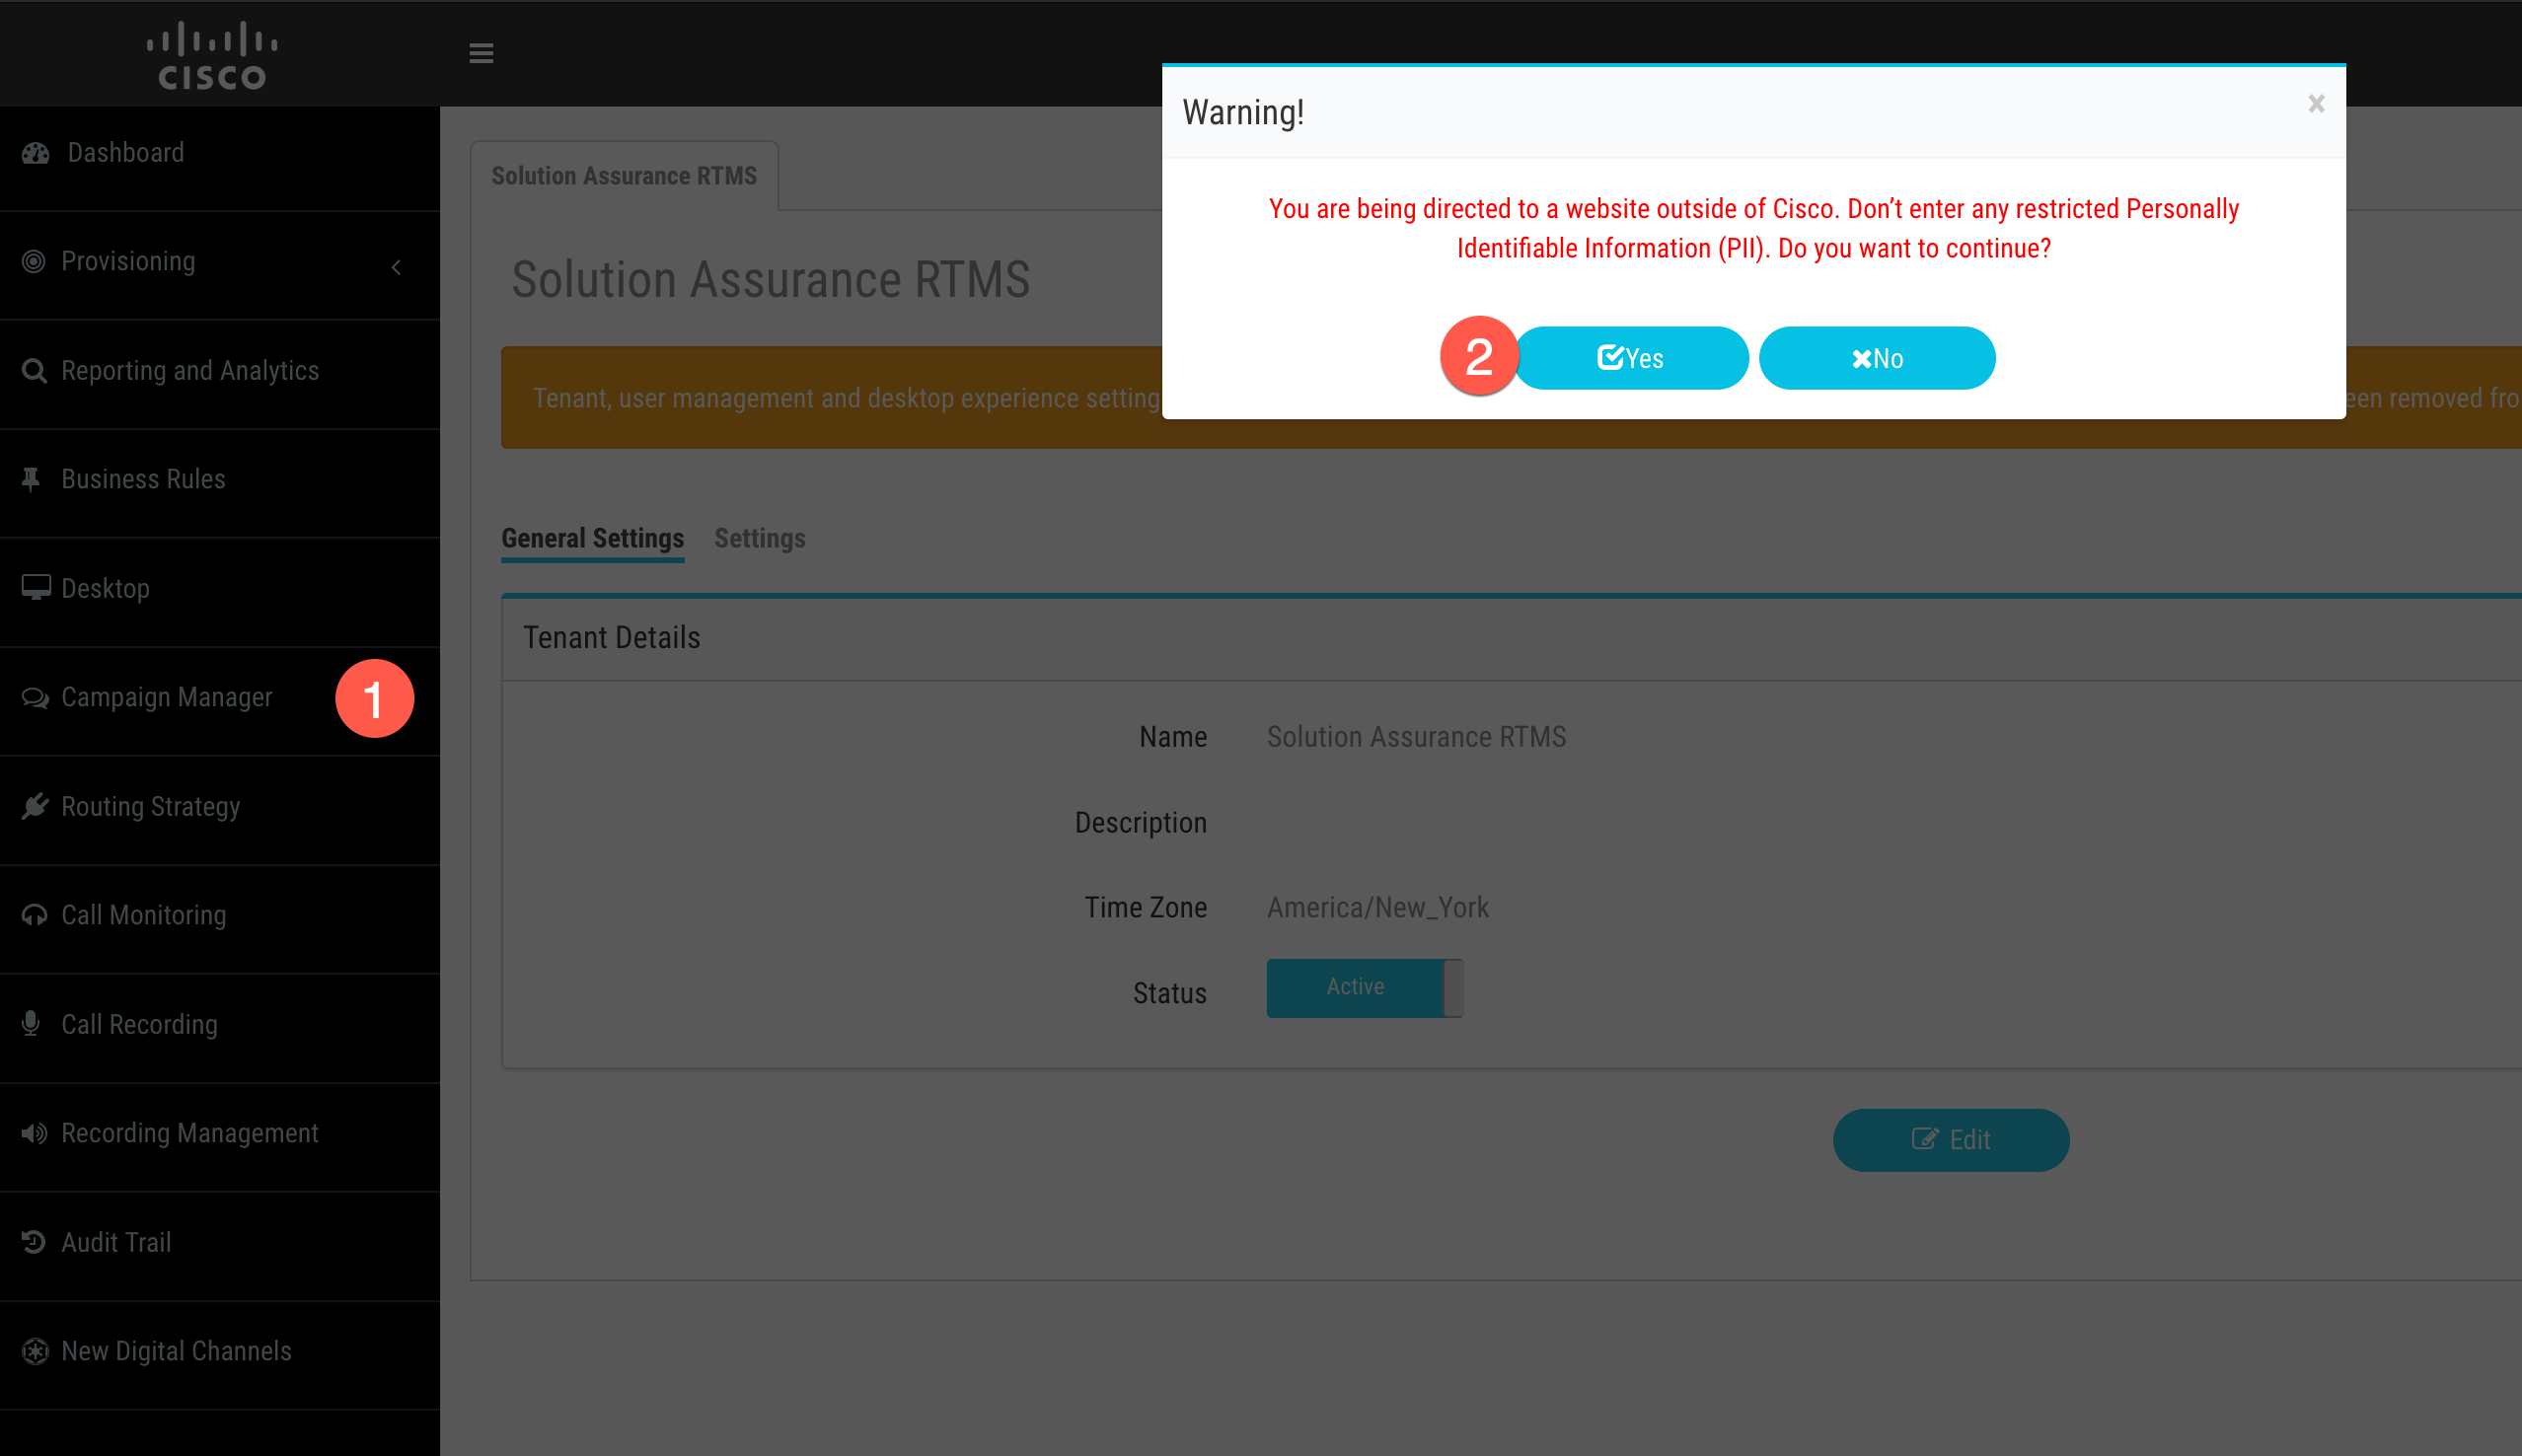 CISCO
Dashboard
Provisioning
Reporting and Analytics
Business Rules
Desktop
Campaign Manager
1
Routing Strategy
Call Monitoring
Call Recording
Recording Management
Audit Trail
New Digital Channels
Solution Assurance RTMS
Solution Assurance RTMS
Warning!
×
You are being directed to a website outside of Cisco. Don’t enter any restricted Personally
Identifiable Information (PII). Do you want to continue?
2
Yes
No
Tenant, user management and desktop experience setting
een removed fro
General Settings Settings
Tenant Details
Name Solution Assurance RTMS
Description
Time Zone America/New_York
Status Active
Edit